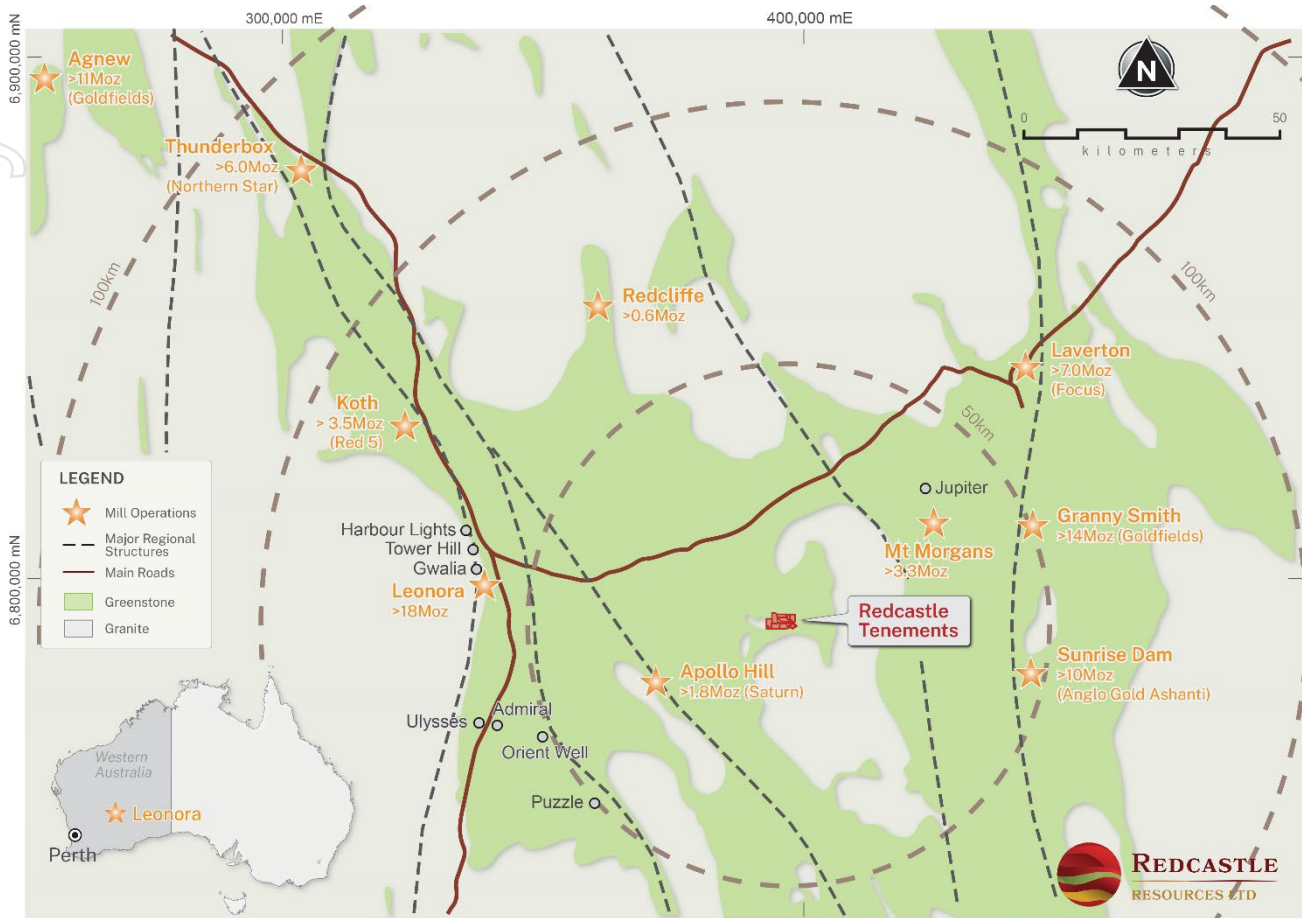 300,000 mE
400,000 mE
6,900,000 mN
6,800,000 mN
Agnew
>11Moz
(Goldfields)
Thunderbox
>6.0Moz
(Northern Star)
N
0
50
kilometers
100km
100km
Redcliffe
>0.6Moz
Laverton
>7.0Moz
(Focus)
Koth
> 3.5Moz
(Red 5)
50km
LEGEND
Mill Operations
Major Regional
Structures
Main Roads
Greenstone
Granite
Jupiter
Harbour Lights
Tower Hill
Gwalia
Leonora
>18Moz
Mt Morgans
>3.3Moz
Granny Smith
>14Moz (Goldfields)
Redcastle
Tenements
Apollo Hill
>1.8Moz (Saturn)
Sunrise Dam
>10Moz
(Anglo Gold Ashanti)
Ulysses
Admiral
Orient Well
Puzzle
Western
Australia
Leonora
Perth
REDCASTLE
RESOURCES LTD